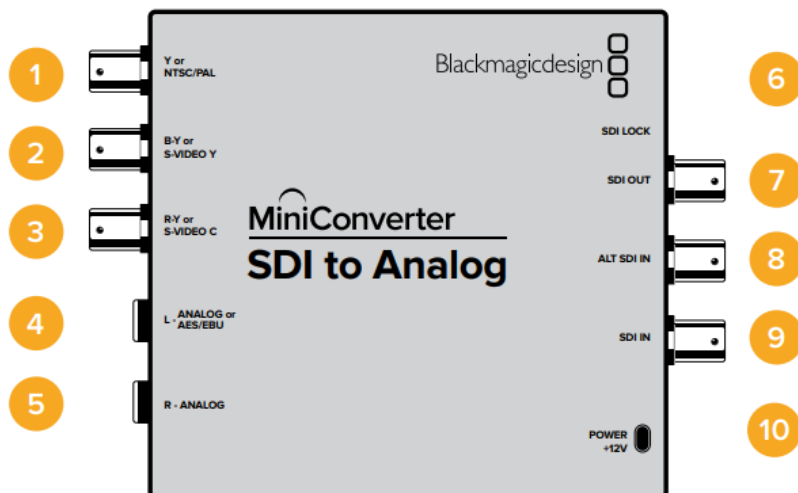 1
Y or
NTSC/PAL
2
B-Y or
S-VIDEO Y
3
R-Y or
S-VIDEO C
4
L - ANALOG or
AES/EBU
5
R - ANALOG
Blackmagicdesign
MiniConverter
SDI to Analog
6
SDI LOCK
7
SDI OUT
8
ALT SDI IN
9
SDI IN
10
POWER
+12V